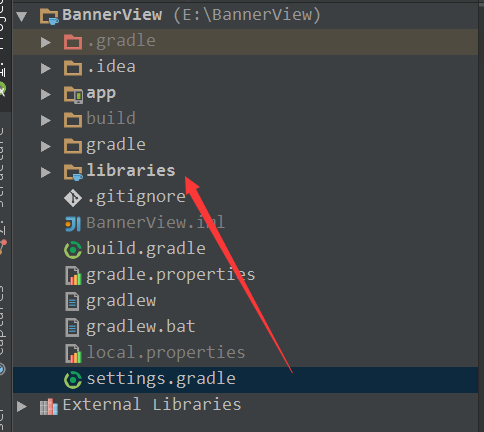 BannerView (E:\BannerView)
.gradle
.idea
app
build
gradle
libraries
.gitignore
BannerView.iml
build.gradle
gradle.properties
gradlew
gradlew.bat
local.properties
settings.gradle
External Libraries